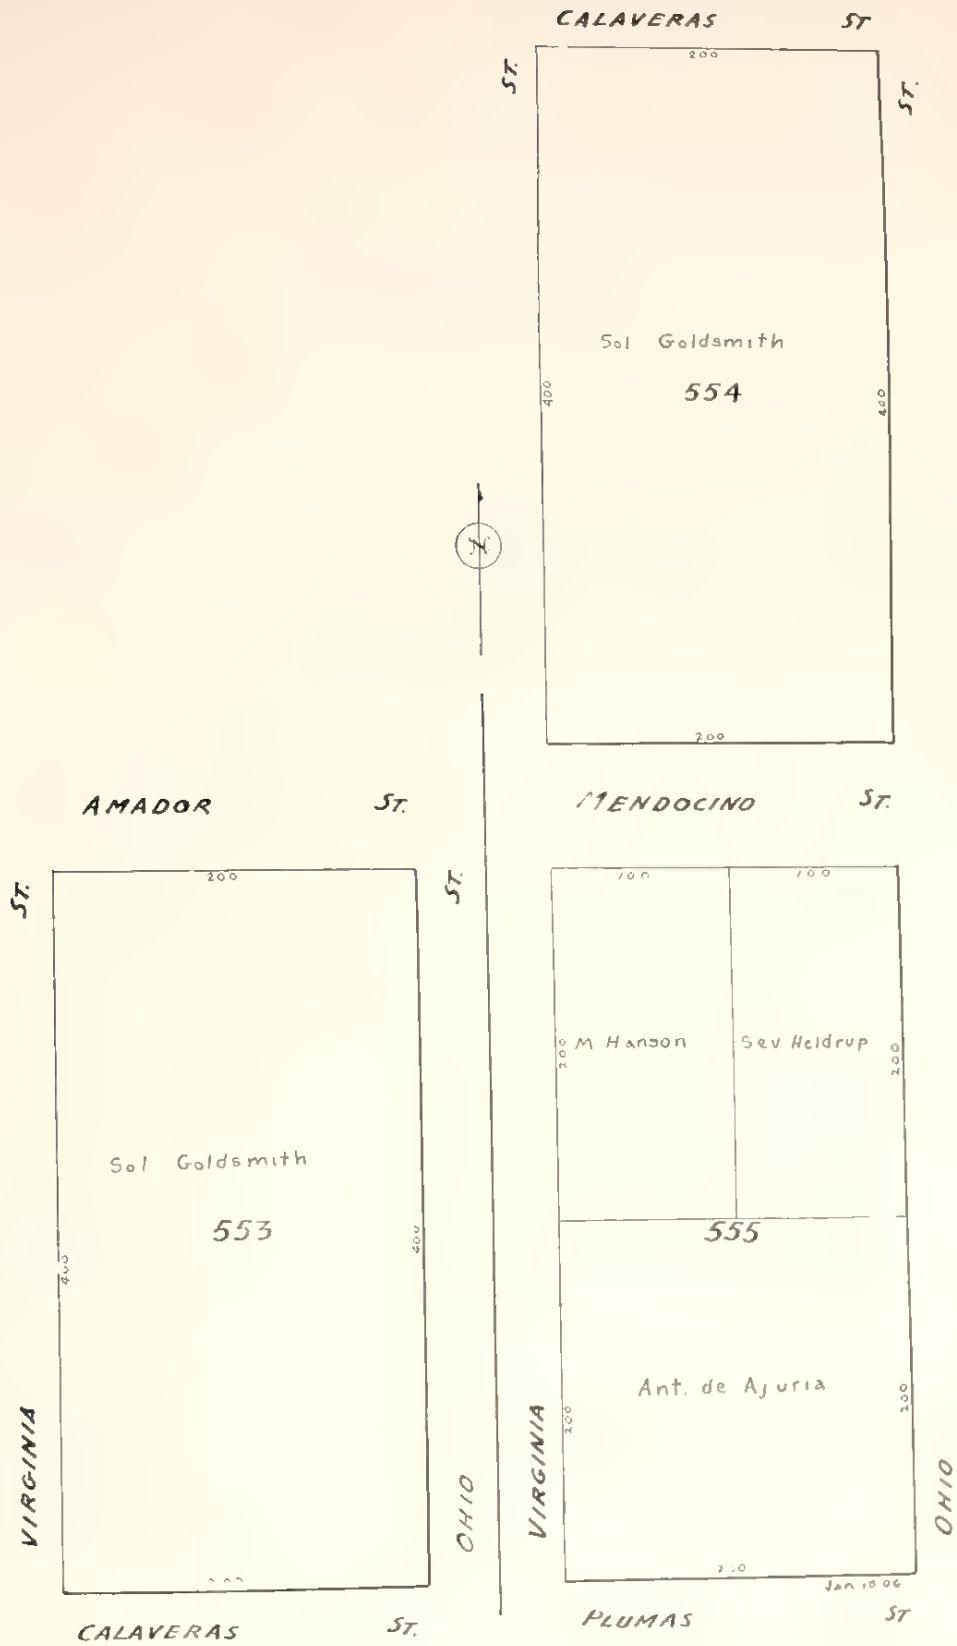 CALAVERAS ST
ST.
200
ST.
Sol Goldsmith
554
400
400
200
AMADOR ST.
MENDOCINO ST.
ST.
200
ST.
100
100
200
M Hanson
Sev Heldrup
200
Sol Goldsmith
553
400
400
555
Ant. de Ajuria
200
200
VIRGINIA
OHIO
VIRGINIA
OHIO
200
Jan 18 06
CALAVERAS ST.
PLUMAS ST